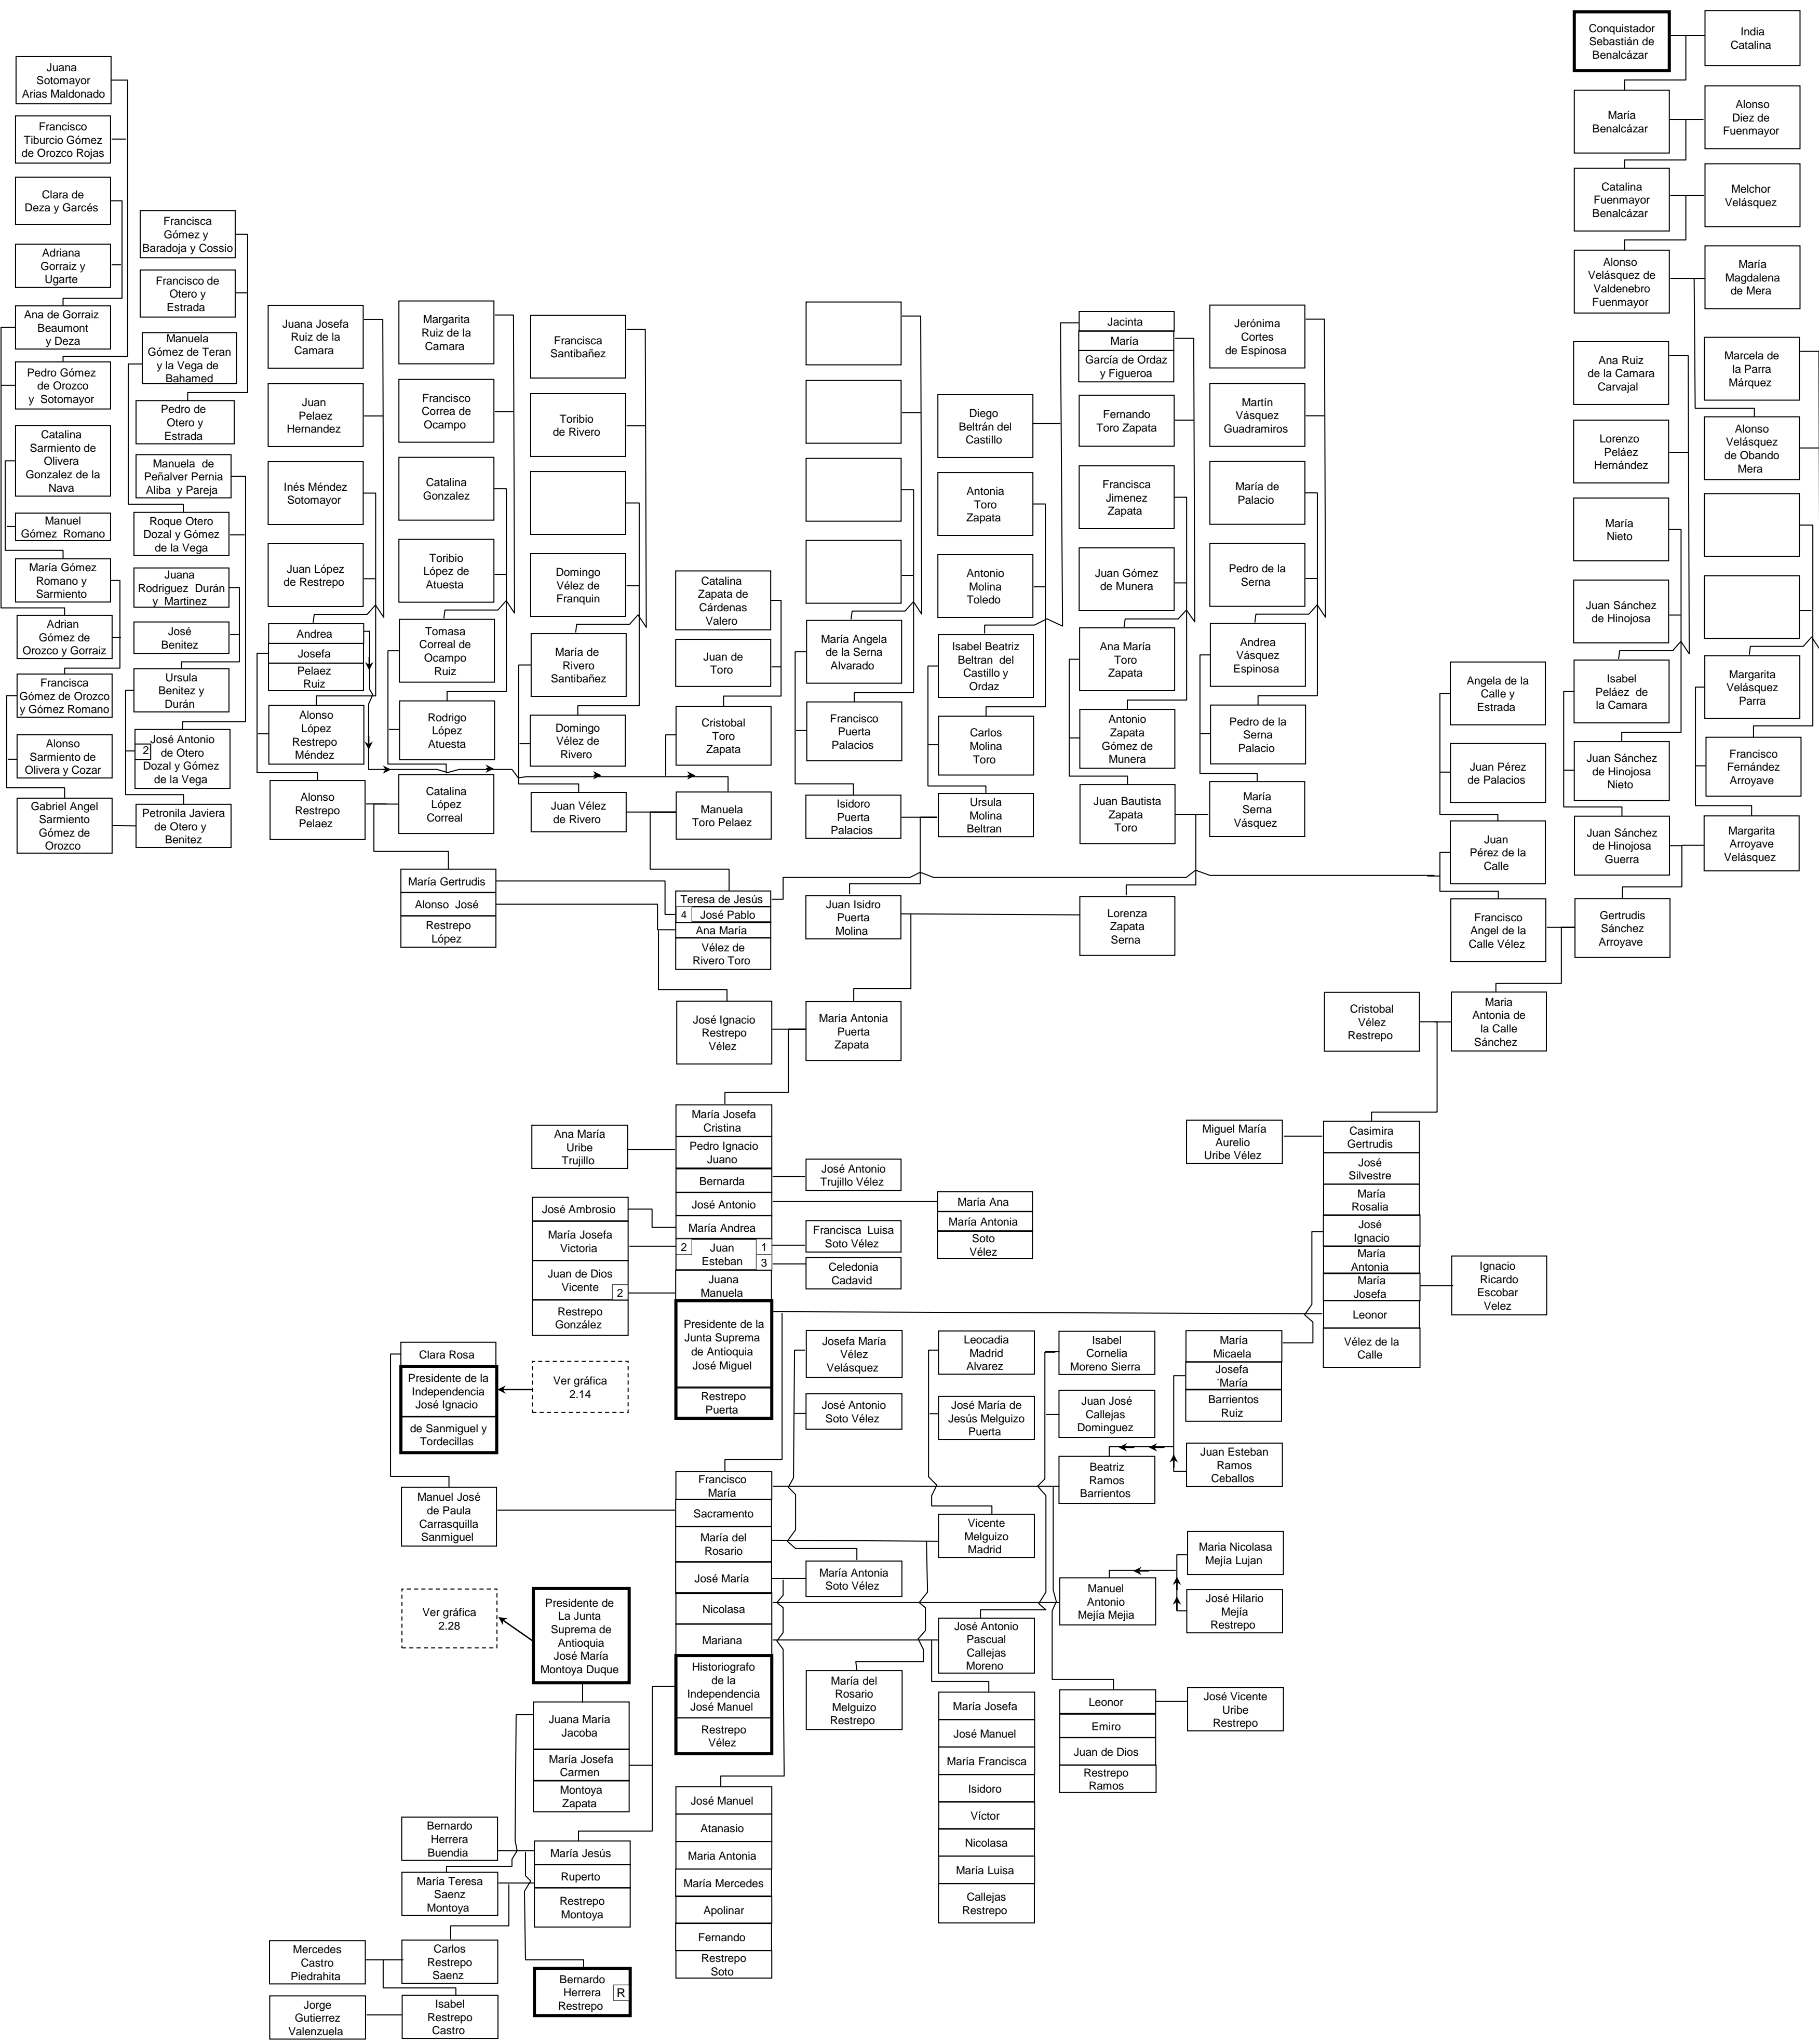 Conquistador
Sebastián de
Benalcázar
India
Catalina
María
Benalcázar
Alonso
Diez de
Fuenmayor
Catalina
Fuenmayor
Benalcázar
Melchor
Velásquez
Alonso
Velásquez de
Valdenebro
Fuenmayor
María
Magdalena
de Mera
Ana Ruiz
de la Camara
Carvajal
Marcela de
la Parra
Márquez
Lorenzo
Peláez
Hernández
Alonso
Velásquez
de Obando
Mera
María
Nieto
Juan Sánchez
de Hinojosa
Isabel
Peláez  de
la Camara
Margarita
Velásquez
Parra
Juan Sánchez
de Hinojosa
Nieto
Francisco
Fernández
Arroyave
Juan Sánchez
de Hinojosa
Guerra
Margarita
Arroyave
Velásquez
Juana
Sotomayor
Arias Maldonado
Francisco
Tiburcio Gómez
de Orozco Rojas
Clara de
Deza y Garcés
Adriana
Gorraiz y
Ugarte
Ana de Gorraiz
Beaumont
y Deza
Pedro Gómez
de Orozco
y  Sotomayor
Catalina
Sarmiento de
Olivera
Gonzalez de la
Nava
Manuel
Gómez  Romano
María Gómez
Romano y
Sarmiento
Adrian
Gómez de
Orozco y Gorraiz
Francisca
Gómez de Orozco
y Gómez Romano
Alonso
Sarmiento de
Olivera y Cozar
Gabriel Angel
Sarmiento
Gómez de
Orozco
Francisca
Gómez y
Baradoja y Cossio
Francisco de
Otero y
Estrada
Manuela
Gómez de Teran
y la Vega de
Bahamed
Pedro de
Otero y
Estrada
Manuela  de
Peñalver Pernia
Aliba  y Pareja
Roque Otero
Dozal y Gómez
de la Vega
Juana
Rodriguez  Durán
y Martinez
José
Benitez
Ursula
Benitez y
Durán
2
José Antonio
de Otero
Dozal y Gómez
de la Vega
Petronila Javiera
de Otero y
Benitez
Juana Josefa
Ruiz de la
Camara
Juan
Pelaez
Hernandez
Inés Méndez
Sotomayor
Juan López
de Restrepo
Andrea
Josefa
Pelaez
Ruiz
Alonso
López
Restrepo
Méndez
Alonso
Restrepo
Pelaez
Margarita
Ruiz de la
Camara
Francisco
Correa de
Ocampo
Catalina
Gonzalez
Toribio
López de
Atuesta
Tomasa
Correal de
Ocampo
Ruiz
Rodrigo
López
Atuesta
Catalina
López
Correal
Francisca
Santibañez
Toribio
de Rivero
Domingo
Vélez de
Franquin
María de
Rivero
Santibañez
Domingo
Vélez de
Rivero
Juan Vélez
de Rivero
Catalina
Zapata de
Cárdenas
Valero
Juan de
Toro
Cristobal
Toro
Zapata
Manuela
Toro Pelaez
María Angela
de la Serna
Alvarado
Francisco
Puerta
Palacios
Isidoro
Puerta
Palacios
Diego
Beltrán del
Castillo
Antonia
Toro
Zapata
Antonio
Molina
Toledo
Isabel Beatriz
Beltran  del
Castillo y
Ordaz
Carlos
Molina
Toro
Ursula
Molina
Beltran
Jacinta
María
García de Ordaz
y Figueroa
Fernando
Toro Zapata
Francisca
Jimenez
Zapata
Juan Gómez
de Munera
Ana María
Toro
Zapata
Antonio
Zapata
Gómez de
Munera
Juan Bautista
Zapata
Toro
Jerónima
Cortes
de Espinosa
Martín
Vásquez
Guadramiros
María de
Palacio
Pedro de la
Serna
Andrea
Vásquez
Espinosa
Pedro de la
Serna
Palacio
María
Serna
Vásquez
Angela de la
Calle y
Estrada
Juan Pérez
de Palacios
Juan
Pérez de la
Calle
María Gertrudis
Alonso  José
Restrepo
López
Teresa de Jesús
4
José Pablo
Ana María
Vélez de
Rivero Toro
Juan Isidro
Puerta
Molina
Lorenza
Zapata
Serna
Francisco
Angel de la
Calle Vélez
Gertrudis
Sánchez
Arroyave
José Ignacio
Restrepo
Vélez
María Antonia
Puerta
Zapata
Cristobal
Vélez
Restrepo
Maria
Antonia de
la Calle
Sánchez
Ana María
Uribe
Trujillo
María Josefa
Cristina
Pedro Ignacio
Juano
Bernarda
José Antonio
María Andrea
2
Juan
Esteban
1
3
Juana
Manuela
Presidente de la
Junta Suprema
de Antioquia
José Miguel
Restrepo
Puerta
José Antonio
Trujillo Vélez
José Ambrosio
María Josefa
Victoria
Juan de Dios
Vicente
2
Restrepo
González
Francisca  Luisa
Soto Vélez
Celedonia
Cadavid
María Ana
María Antonia
Soto
Vélez
Miguel María
Aurelio
Uribe Vélez
Casimira
Gertrudis
José
Silvestre
María
Rosalia
José
Ignacio
María
Antonia
María
Josefa
Leonor
Vélez de la
Calle
Ignacio
Ricardo
Escobar
Velez
Clara Rosa
Presidente de la
Independencia
José Ignacio
de Sanmiguel y
Tordecillas
Ver gráfica
2.14
Josefa María
Vélez
Velásquez
José Antonio
Soto Vélez
Leocadia
Madrid
Alvarez
José María de
Jesús Melguizo
Puerta
Isabel
Cornelia
Moreno Sierra
Juan José
Callejas
Dominguez
María
Micaela
Josefa
´María
Barrientos
Ruiz
Beatriz
Ramos
Barrientos
Juan Esteban
Ramos
Ceballos
Manuel José
de Paula
Carrasquilla
Sanmiguel
Francisco
María
Sacramento
María del
Rosario
José María
Nicolasa
Mariana
Historiografo
de la
Independencia
José Manuel
Restrepo
Vélez
Vicente
Melguizo
Madrid
María Antonia
Soto Vélez
Manuel
Antonio
Mejía Mejia
Maria Nicolasa
Mejía Lujan
José Hilario
Mejía
Restrepo
Ver gráfica
2.28
Presidente de
La Junta
Suprema de
Antioquia
José María
Montoya Duque
José Antonio
Pascual
Callejas
Moreno
María del
Rosario
Melguizo
Restrepo
Juana María
Jacoba
María Josefa
Carmen
Montoya
Zapata
María Josefa
José Manuel
María Francisca
Isidoro
Víctor
Nicolasa
María Luisa
Callejas
Restrepo
Leonor
Emiro
Juan de Dios
Restrepo
Ramos
José Vicente
Uribe
Restrepo
José Manuel
Atanasio
Maria Antonia
María Mercedes
Apolinar
Fernando
Restrepo
Soto
Bernardo
Herrera
Buendia
María Teresa
Saenz
Montoya
María Jesús
Ruperto
Restrepo
Montoya
Mercedes
Castro
Piedrahita
Carlos
Restrepo
Saenz
Bernardo
Herrera
Restrepo
R
Jorge
Gutierrez
Valenzuela
Isabel
Restrepo
Castro